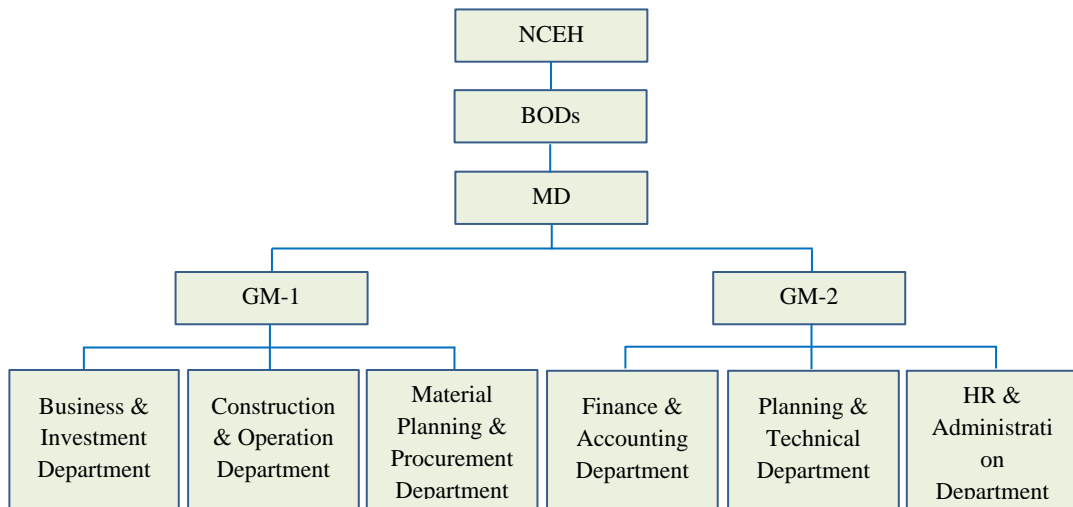 NCEH
BODs
MD
GM-1
GM-2
Business &
Investment
Department
Construction
& Operation
Department
Material
Planning &
Procurement
Department
Finance &
Accounting
Department
Planning &
Technical
Department
HR &
Administrati
on
Department